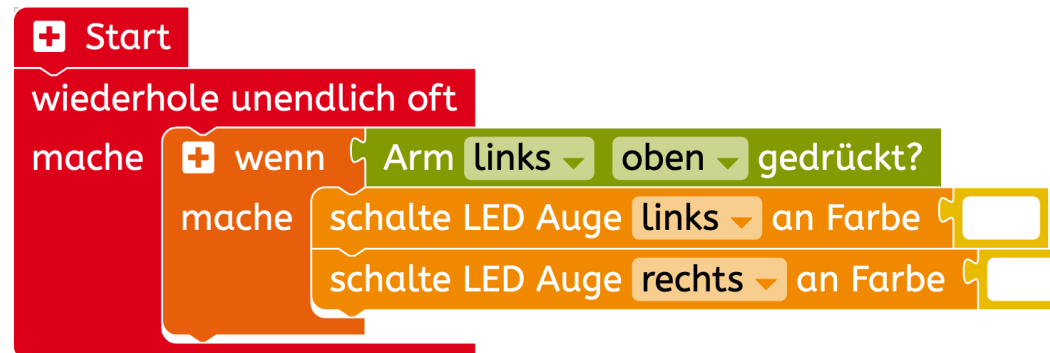 Start
wiederhole unendlich oft
mache wenn Arm links oben gedrückt?
mache schalte LED Auge links an Farbe
schalte LED Auge rechts an Farbe